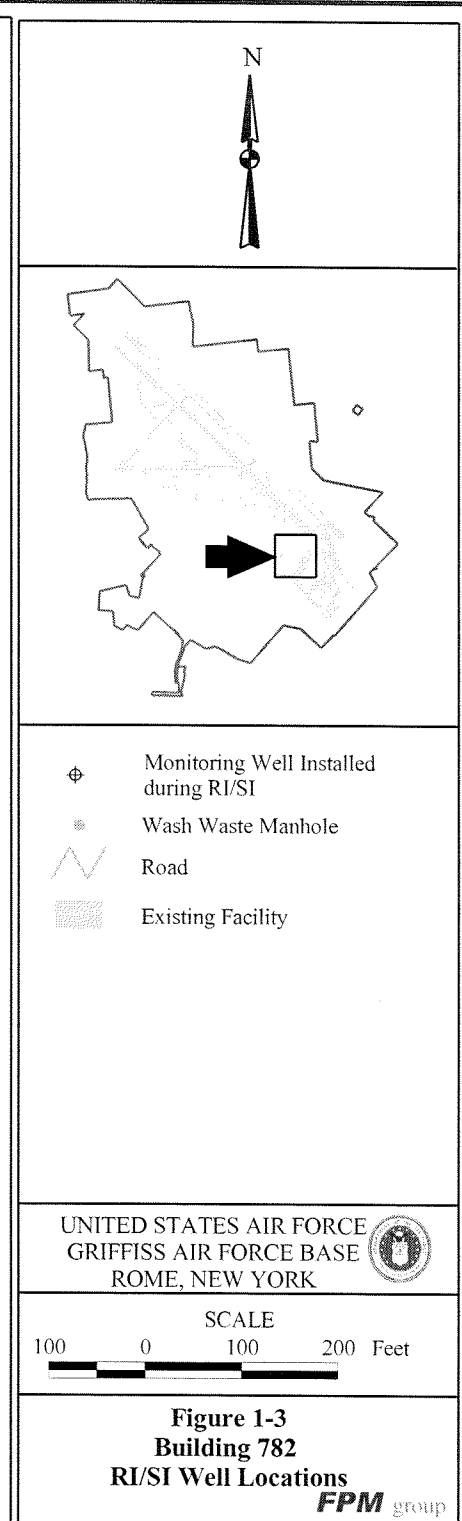 N
Monitoring Well Installed
during RI/SI
Wash Waste Manhole
Road
Existing Facility
UNITED STATES AIR FORCE
GRIFFISS AIR FORCE BASE
ROME, NEW YORK
SCALE
100 0 100 200 Feet
Figure 1-3
Building 782
RI/SI Well Locations
FPM group